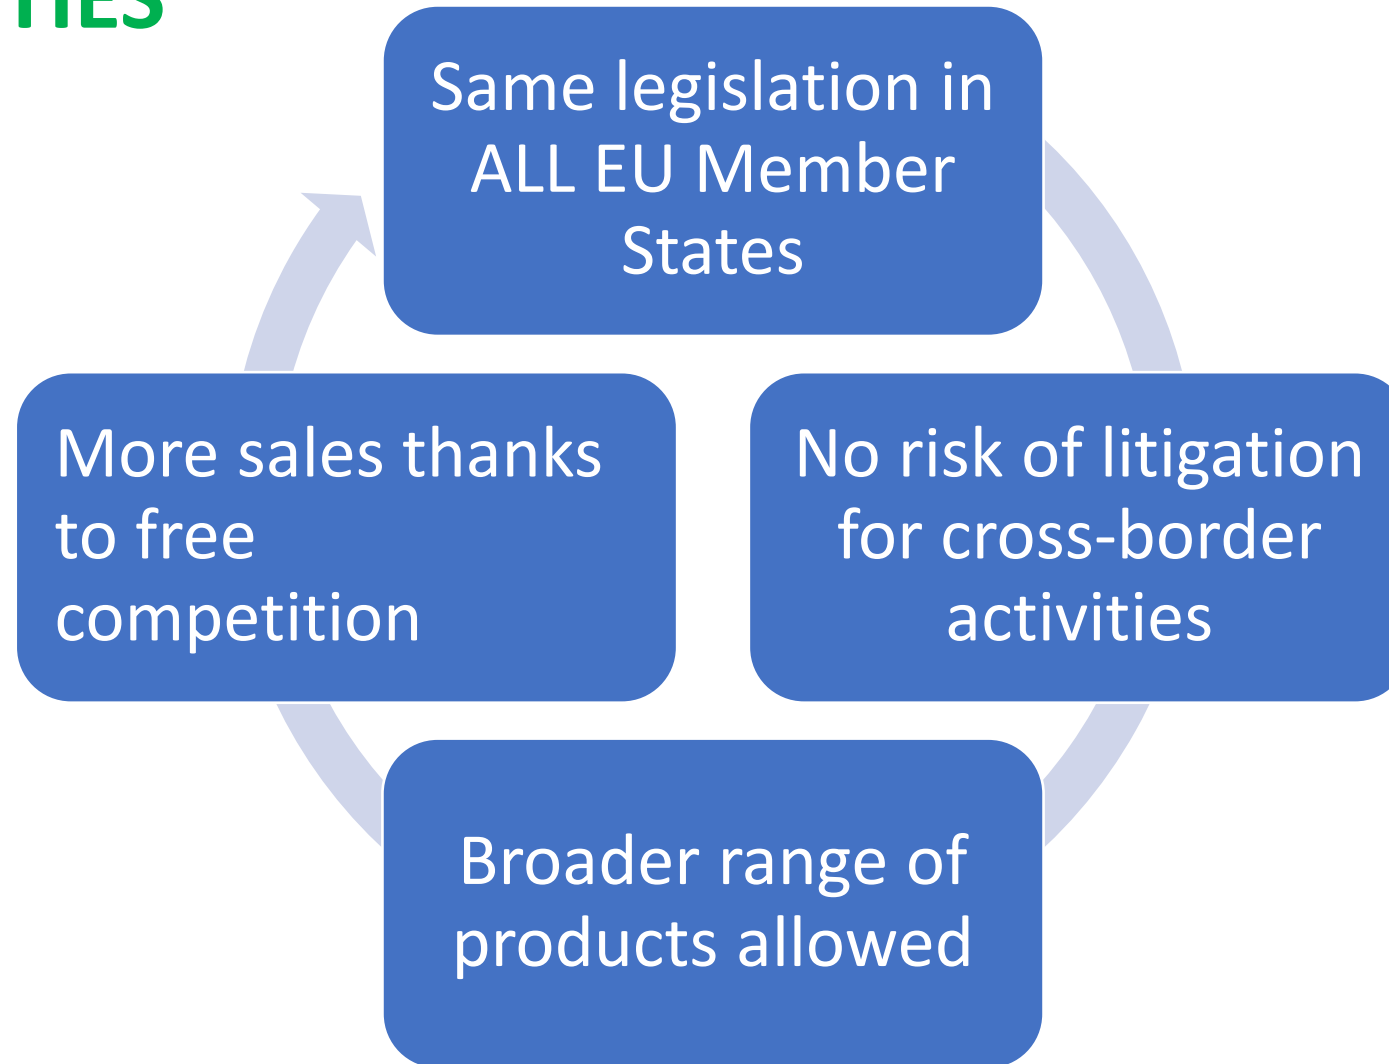 TIES
Same legislation in
ALL EU Member
States
More sales thanks
to free
competition
No risk of litigation
for cross-border
activities
Broader range of
products allowed